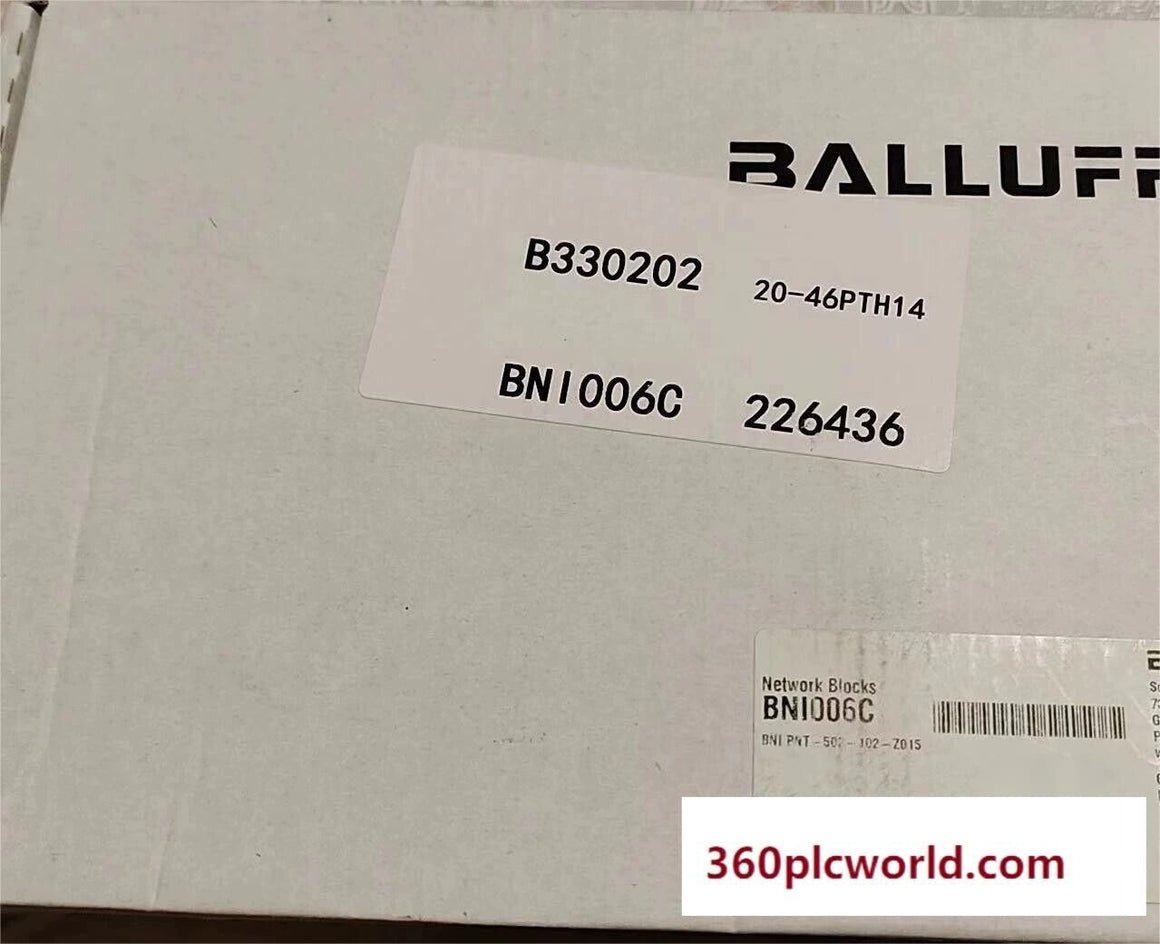 BALLUFF
B330202 20-46PTH14
BNI006C 226436
Network Blocks
BNI006C
BNI PNT-502-102-Z015
360plcworld.com